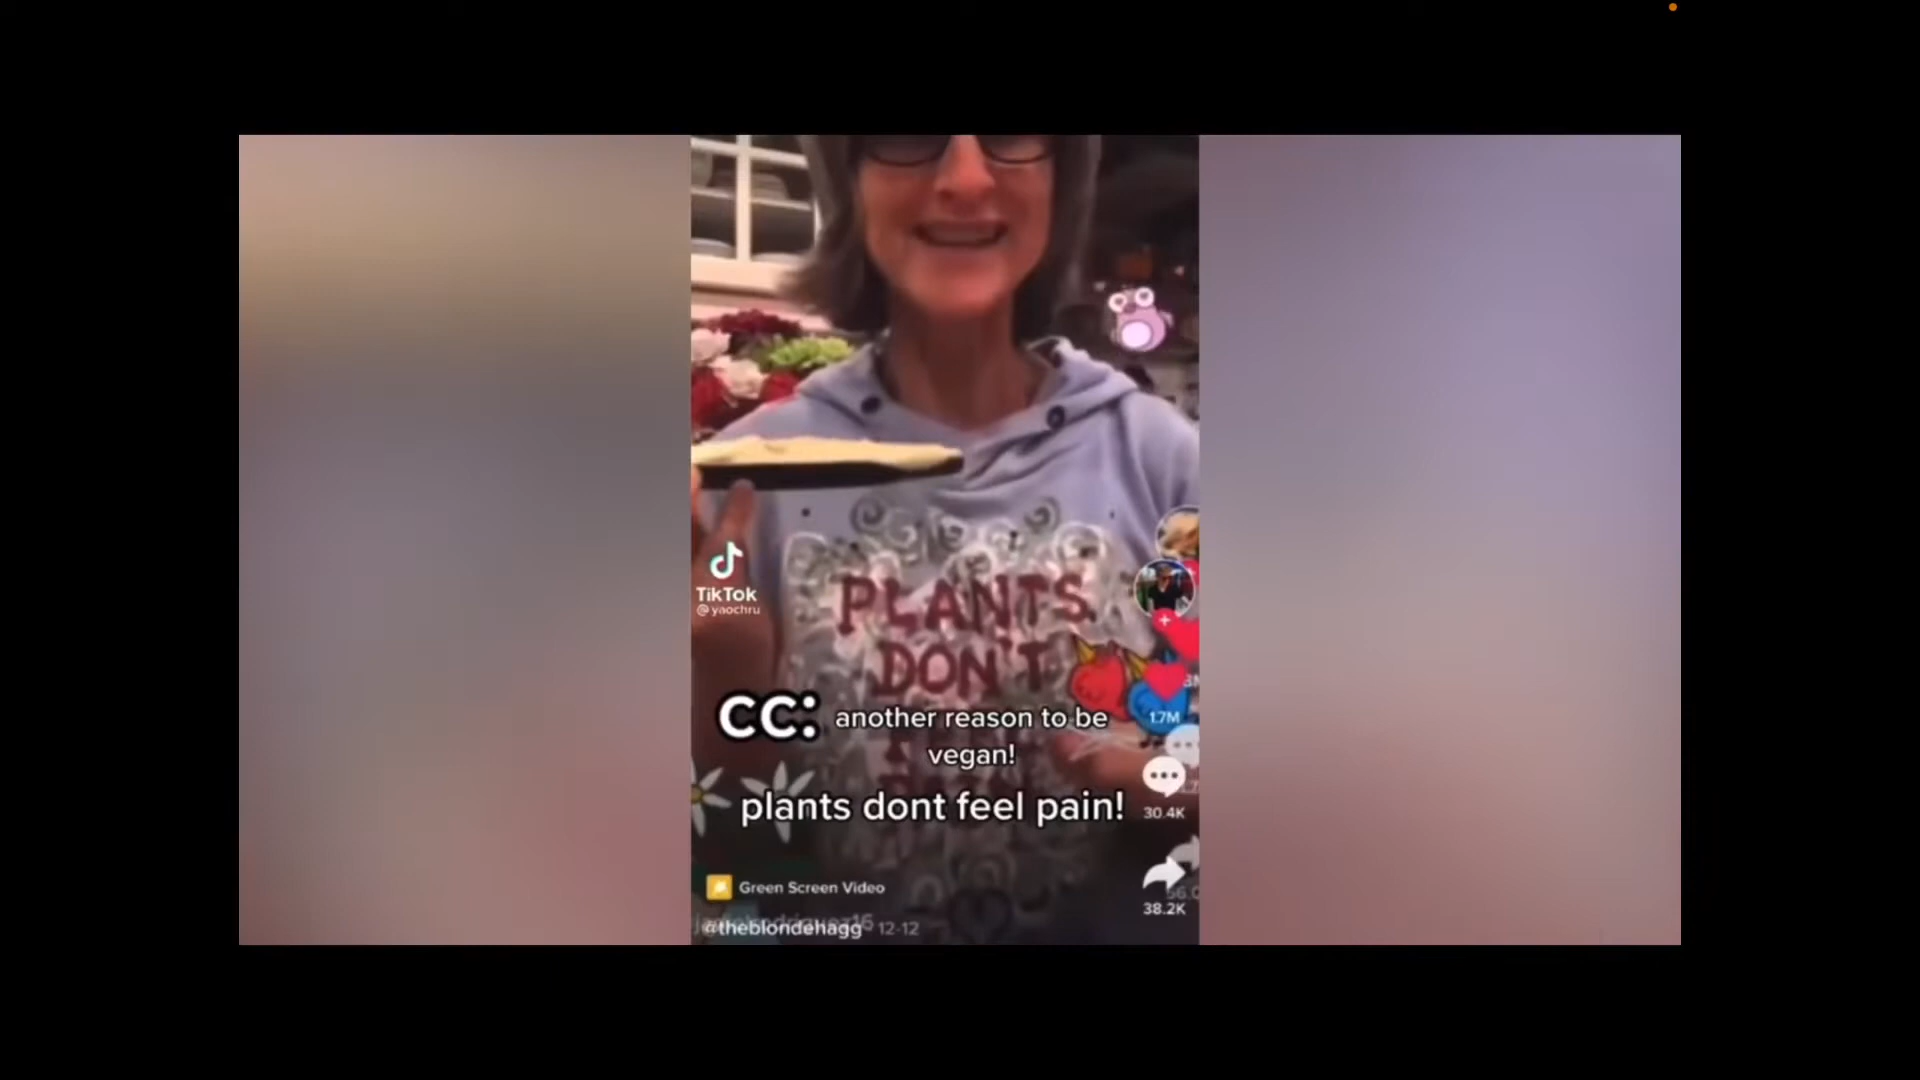 PLANTS
DON'T
TikTok
@yaochru
CC:
another reason to be
vegan!
plants dont feel pain!
1.7M
30.4K
38.2K
Green Screen Video
@theblondehagg · 12-12